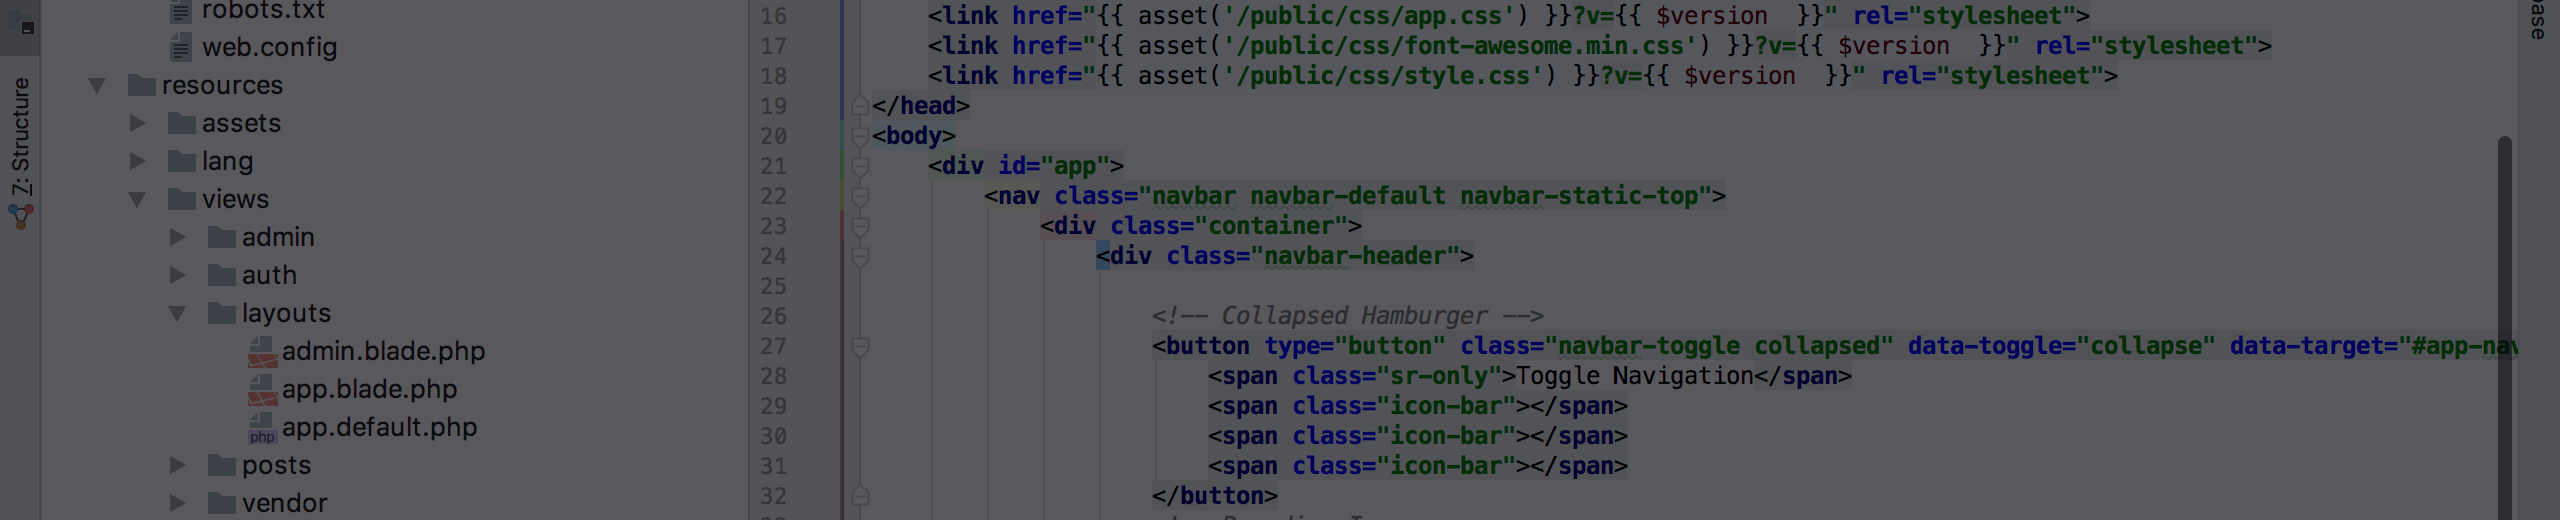 robots.txt
web.config
resources
assets
lang
views
admin
auth
layouts
admin.blade.php
app.blade.php
php app.default.php
posts
vendor
7: Structure
16 <link href="{{ asset('/public/css/app.css') }}?v={{ $version  }}" rel="stylesheet">
17 <link href="{{ asset('/public/css/font-awesome.min.css') }}?v={{ $version  }}" rel="stylesheet">
18 <link href="{{ asset('/public/css/style.css') }}?v={{ $version  }}" rel="stylesheet">
19 </head>
20 <body>
21 <div id="app">
22 <nav class="navbar navbar-default navbar-static-top">
23 <div class="container">
24 <div class="navbar-header">
25
26 <!-- Collapsed Hamburger -->
27 <button type="button" class="navbar-toggle collapsed" data-toggle="collapse" data-target="#app-nav
28 <span class="sr-only">Toggle Navigation</span>
29 <span class="icon-bar"></span>
30 <span class="icon-bar"></span>
31 <span class="icon-bar"></span>
32 </button>